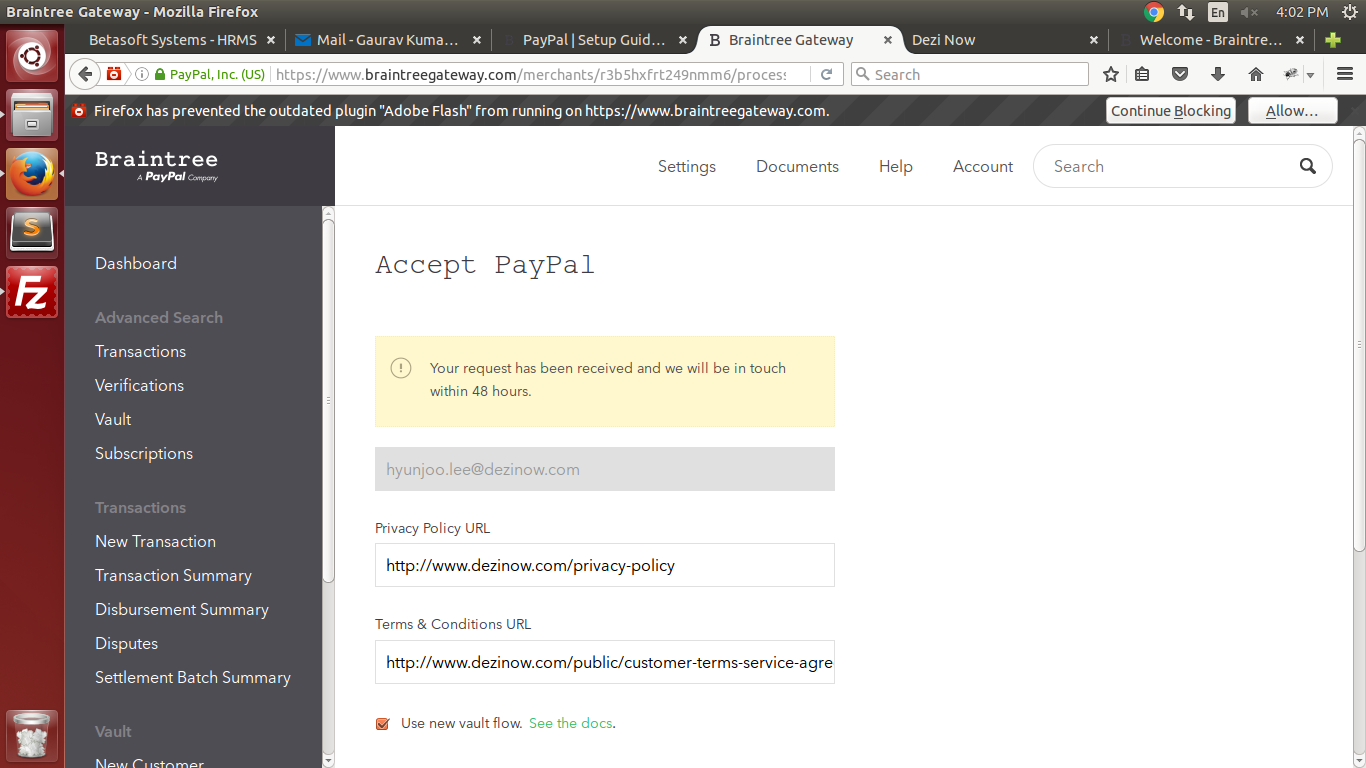 Braintree Gateway - Mozilla Firefox
En
4:02 PM
Betasoft Systems - HRMS
Mail - Gaurav Kuma...
PayPal | Setup Guid...
Braintree Gateway
Dezi Now
Welcome - Braintre...
PayPal, Inc. (US)
https://www.braintreegateway.com/merchants/r3b5hxfrt249nmm6/process
Search
Firefox has prevented the outdated plugin "Adobe Flash" from running on https://www.braintreegateway.com.
Continue Blocking
Allow...
Braintree
A PayPal Company
Settings
Documents
Help
Account
Search
Dashboard
Advanced Search
Transactions
Verifications
Vault
Subscriptions
Transactions
New Transaction
Transaction Summary
Disbursement Summary
Disputes
Settlement Batch Summary
Vault
New Customer
Accept PayPal
Your request has been received and we will be in touch
within 48 hours.
hyunjoo.lee@dezinow.com
Privacy Policy URL
http://www.dezinow.com/privacy-policy
Terms & Conditions URL
http://www.dezinow.com/public/customer-terms-service-agre
Use new vault flow. See the docs.